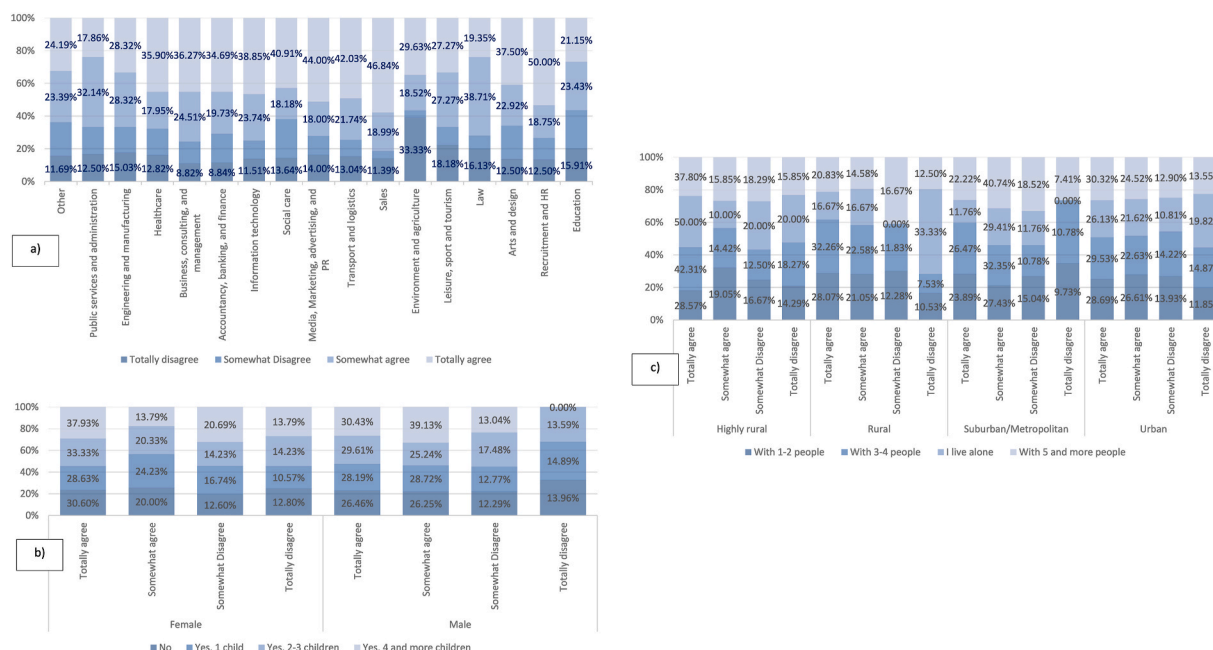 100%
80%
60%
40%
20%
0%
24.19% 17.86% 28.32% 35.90% 36.27% 34.69% 38.85% 40.91% 44.00% 42.03% 46.84% 29.63% 27.27% 19.35% 37.50% 50.00% 21.15%
23.39% 32.14% 28.32% 17.95% 24.51% 19.73% 23.74% 18.18% 18.00% 21.74% 18.99% 18.52% 27.27% 38.71% 22.92% 18.75% 23.43%
11.69% 12.50% 15.03% 12.82% 8.82% 8.84% 11.51% 13.64% 14.00% 13.04% 11.39% 33.33% 18.18% 16.13% 12.50% 12.50% 15.91%
Other
Public services and administration
Engineering and manufacturing
Healthcare
Business, consulting, and
management
Accountancy, banking, and finance
Information technology
Social care
Media, Marketing, advertising, and
PR
Transport and logistics
Sales
Environment and agriculture
Leisure, sport and tourism
Law
Arts and design
Recruitment and HR
Education
a)
Totally disagree Somewhat Disagree Somewhat agree Totally agree
100%
80%
60%
40%
20%
0%
37.93% 13.79% 20.69% 13.79% 30.43% 39.13% 13.04% 0.00%
33.33% 20.33% 14.23% 14.23% 29.61% 25.24% 17.48% 13.59%
28.63% 24.23% 16.74% 10.57% 28.19% 28.72% 12.77% 14.89%
30.60% 20.00% 12.60% 12.80% 26.46% 26.25% 12.29% 13.96%
Totally agree
Somewhat agree
Somewhat Disagree
Totally disagree
Totally agree
Somewhat agree
Somewhat Disagree
Totally disagree
Female Male
b)
No Yes, 1 child Yes, 2-3 children Yes, 4 and more children
100%
80%
60%
40%
20%
0%
37.80% 15.85% 18.29% 15.85% 20.83% 14.58% 16.67% 12.50% 22.22% 40.74% 18.52% 7.41% 30.32% 24.52% 12.90% 13.55%
50.00% 10.00% 20.00% 20.00% 16.67% 16.67% 0.00% 33.33% 11.76% 29.41% 11.76% 0.00% 26.13% 21.62% 10.81% 19.82%
42.31% 14.42% 12.50% 18.27% 32.26% 22.58% 11.83% 7.53% 26.47% 32.35% 10.78% 10.78% 29.53% 22.63% 14.22% 14.87%
28.57% 19.05% 16.67% 14.29% 28.07% 21.05% 12.28% 10.53% 23.89% 27.43% 15.04% 9.73% 28.69% 26.61% 13.93% 11.85%
Totally agree
Somewhat agree
Somewhat Disagree
Totally disagree
Totally agree
Somewhat agree
Somewhat Disagree
Totally disagree
Totally agree
Somewhat agree
Somewhat Disagree
Totally disagree
Totally agree
Somewhat agree
Somewhat Disagree
Totally disagree
Highly rural Rural Suburban/Metropolitan Urban
c)
With 1-2 people With 3-4 people I live alone With 5 and more people